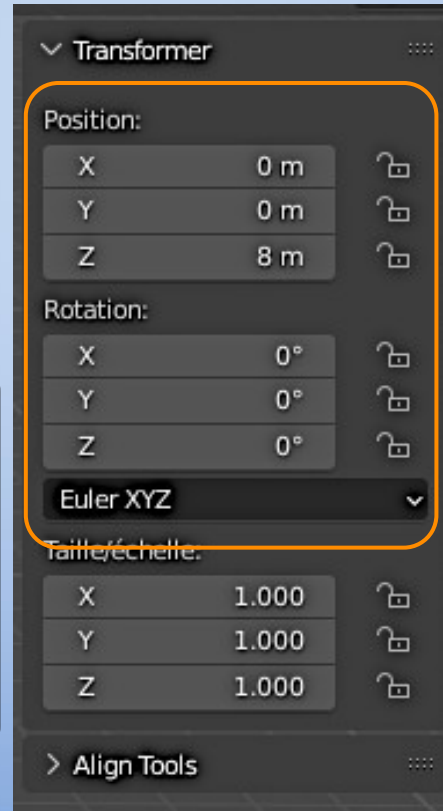 Transformer
Position:
X 0 m
Y 0 m
Z 8 m
Rotation:
X 0°
Y 0°
Z 0°
Euler XYZ
Taille/échelle:
X 1.000
Y 1.000
Z 1.000
Align Tools